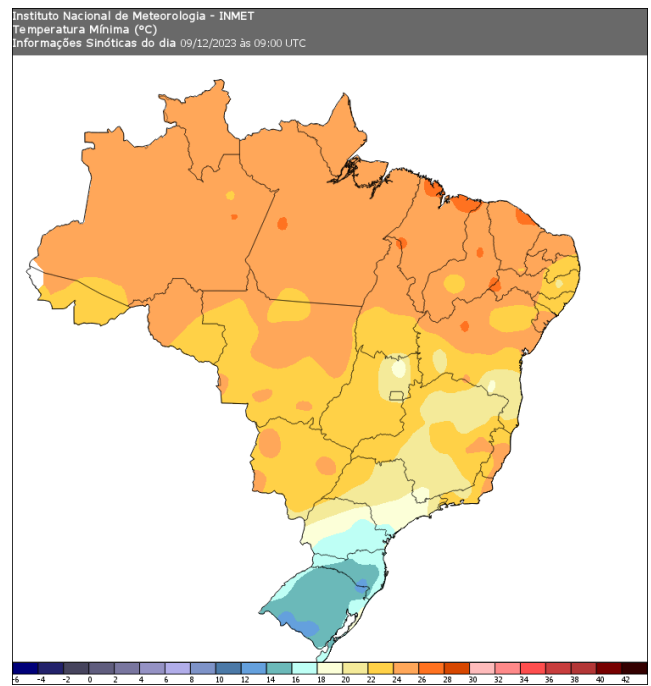 Instituto Nacional de Meteorologia - INMET
Temperatura Mínima (°C)
Informações Sinóticas do dia 09/12/2023 às 09:00 UTC
-6 -4 -2 0 2 4 6 8 10 12 14 16 18 20 22 24 26 28 30 32 34 36 38 40 42